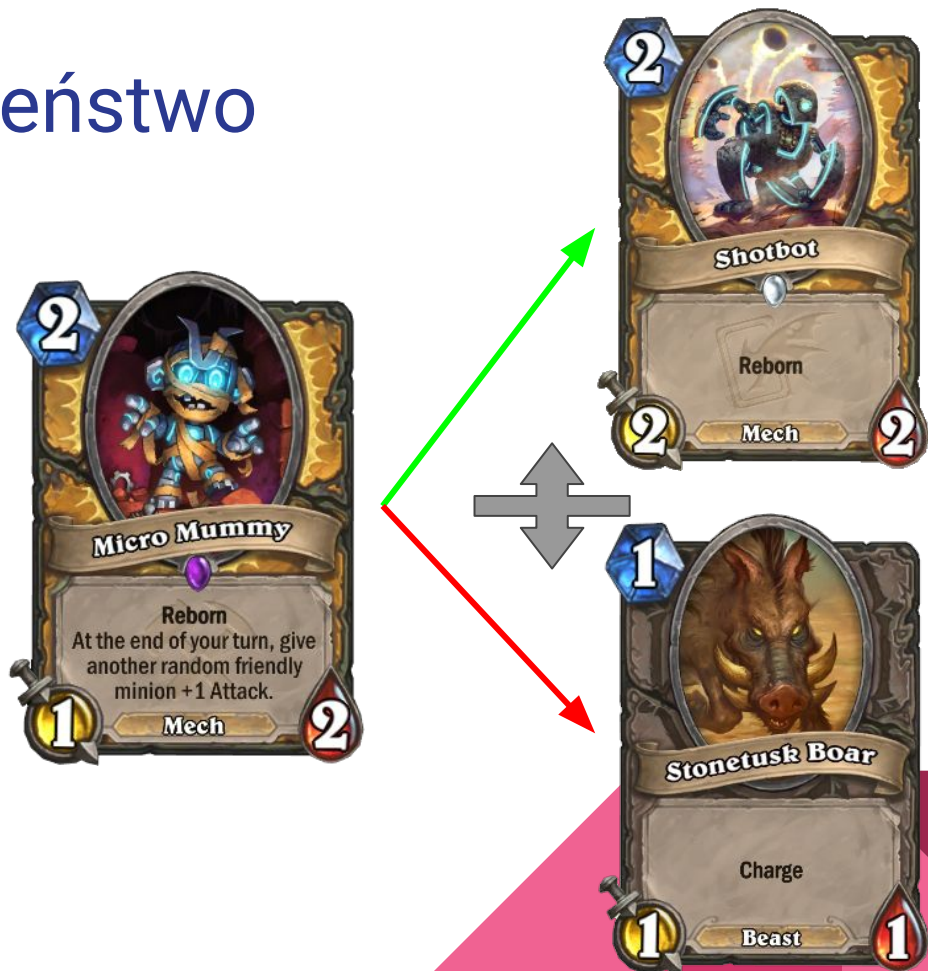 eństwo
2
Micro Mummy
Reborn
At the end of your turn, give
another random friendly
minion +1 Attack.
1
Mech
2
2
Shotbot
Reborn
2
Mech
2
1
Stonetusk Boar
Charge
1
Beast
1